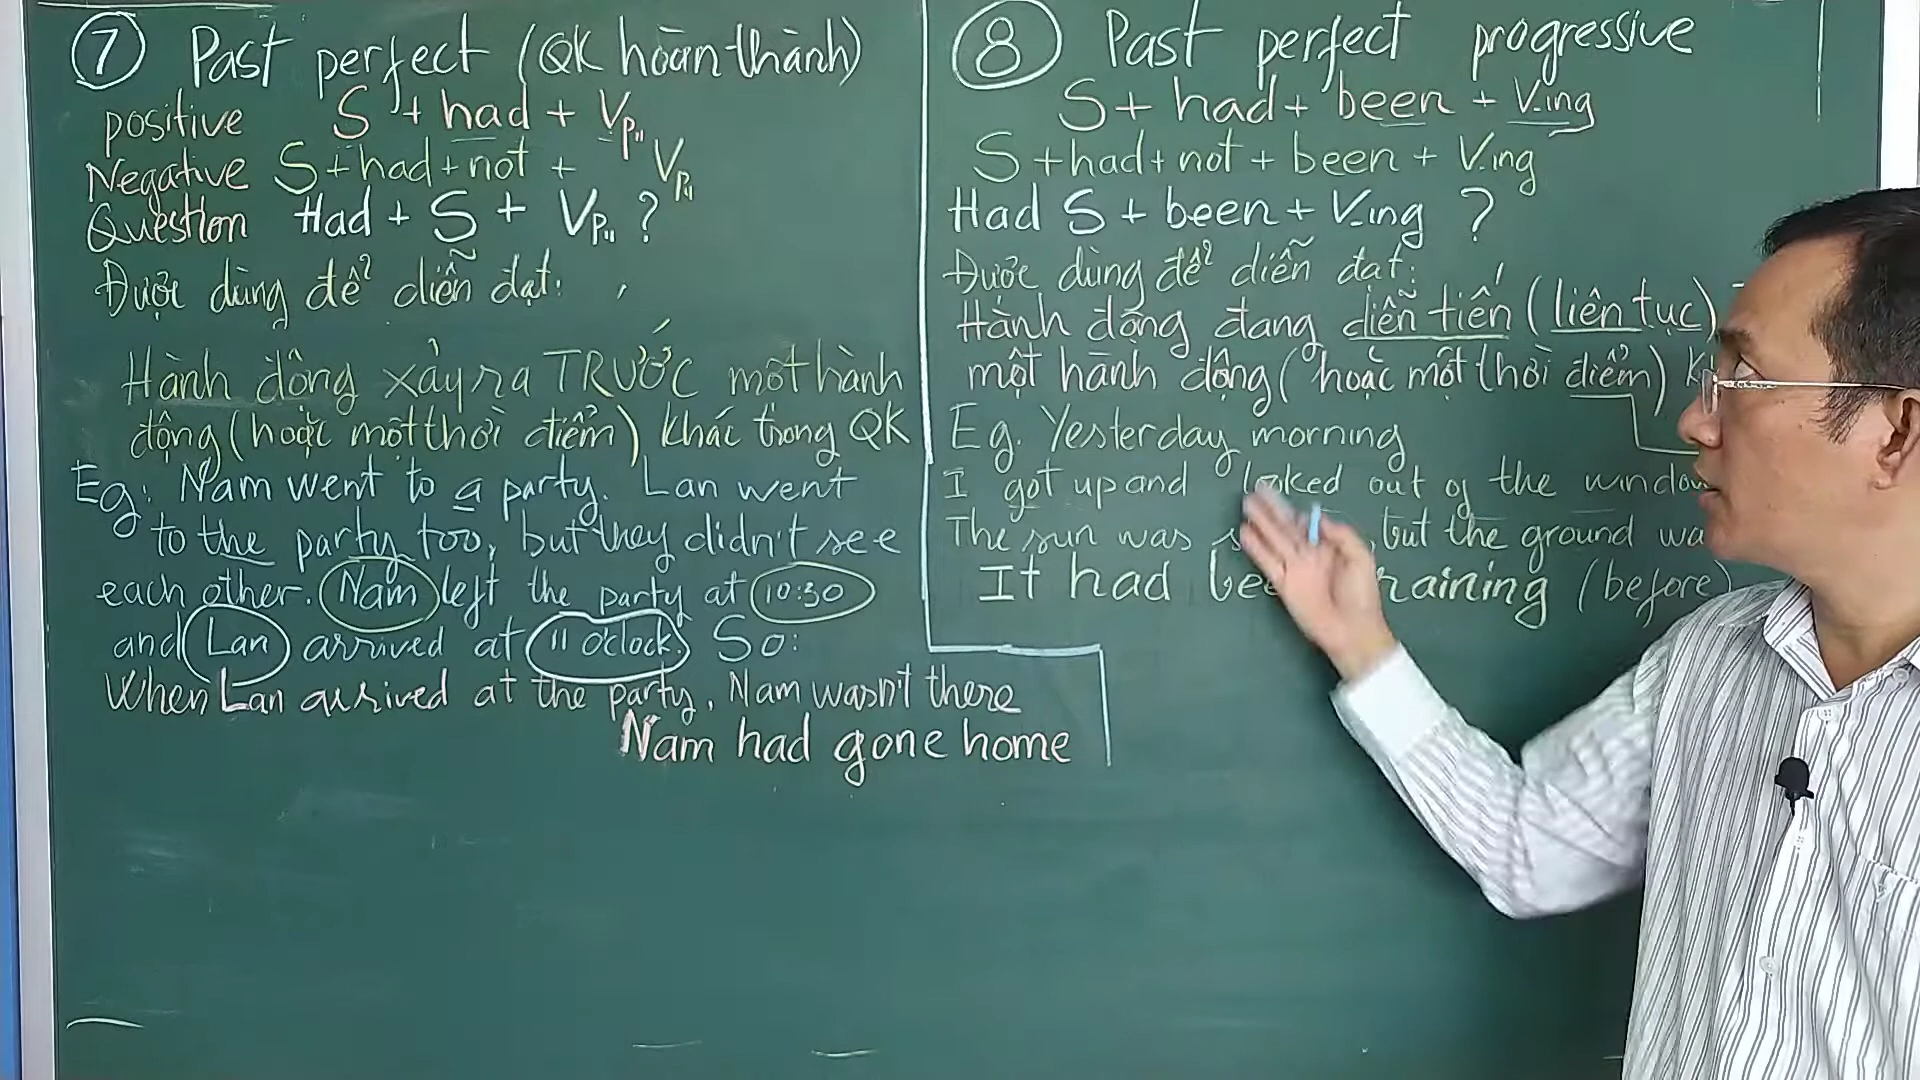 7 Past perfect (QK hoàn thành)
positive S + had + Vp11
Negative S + had + not + Vp11
Question Had + S + Vp11 ?
Được dùng để diễn đạt:
Hành động xảy ra TRƯỚC một hành
động (hoặc một thời điểm) khác trong QK
Eg: Nam went to a party. Lan went
to the party too, but they didn't see
each other. Nam left the party at 10:30
and Lan arrived at 11 o'clock. So:
When Lan arrived at the party, Nam wasn't there
Nam had gone home
8 Past perfect progressive
S + had + been + V-ing
S + had + not + been + V-ing
Had S + been + V-ing ?
Được dùng để diễn đạt:
Hành động đang diễn tiến (liên tục)
một hành động (hoặc một thời điểm)
Eg. Yesterday morning
I got up and looked out of the
The sun was , but the ground
It had raining (before)